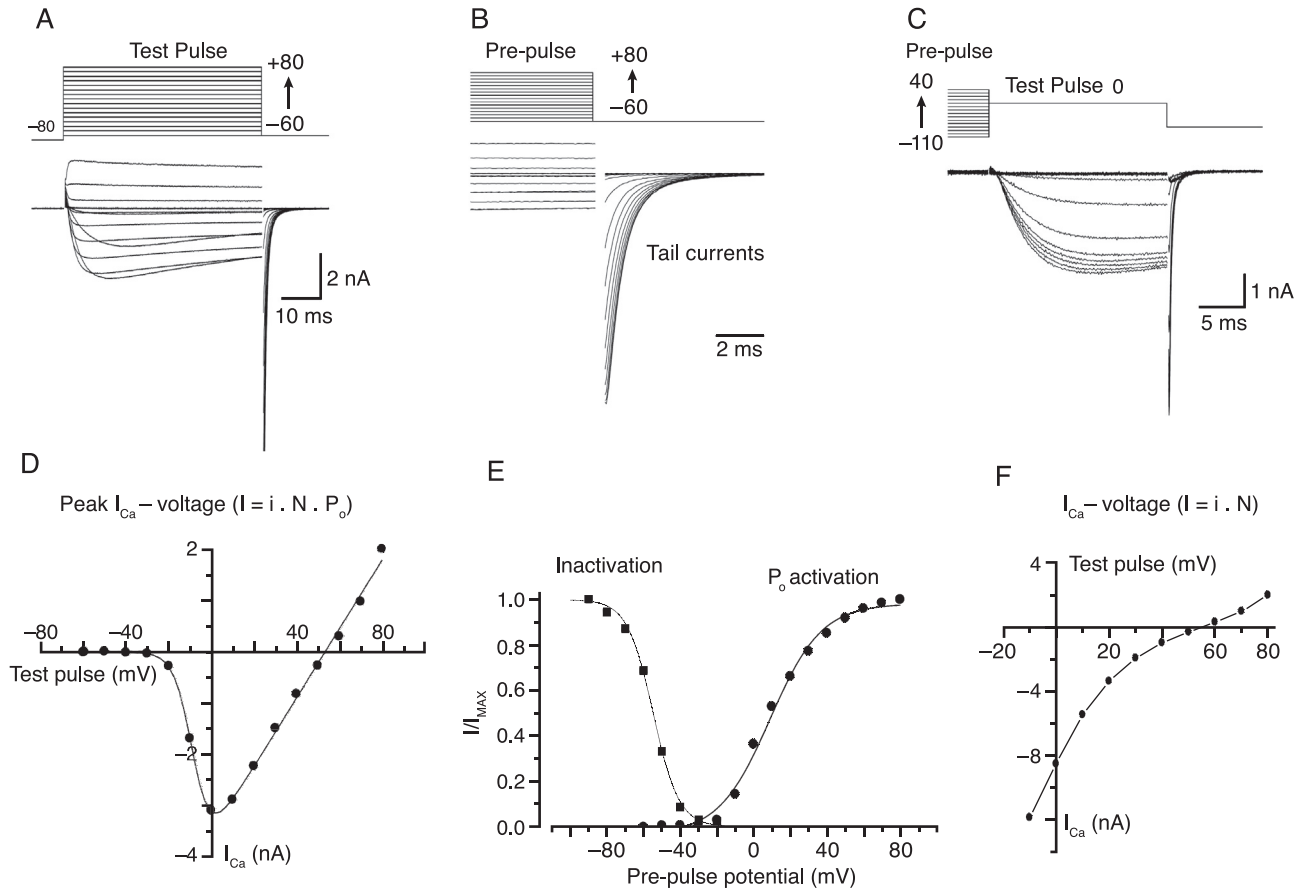 A
Test Pulse
+80
−60
−80
2 nA
10 ms
B
Pre-pulse
+80
−60
Tail currents
2 ms
C
Pre-pulse
40
−110
Test Pulse 0
1 nA
5 ms
D
Peak I_Ca – voltage (I = i . N . P_o)
2
−80 −40 40 80
Test pulse (mV)
−2
−4
I_Ca (nA)
E
Inactivation
P_o activation
1.0
0.8
0.6
0.4
0.2
0.0
I/I_MAX
−80 −40 0 40 80
Pre-pulse potential (mV)
F
I_Ca – voltage (I = i . N)
4
Test pulse (mV)
−20 20 40 60 80
−4
−8
I_Ca (nA)